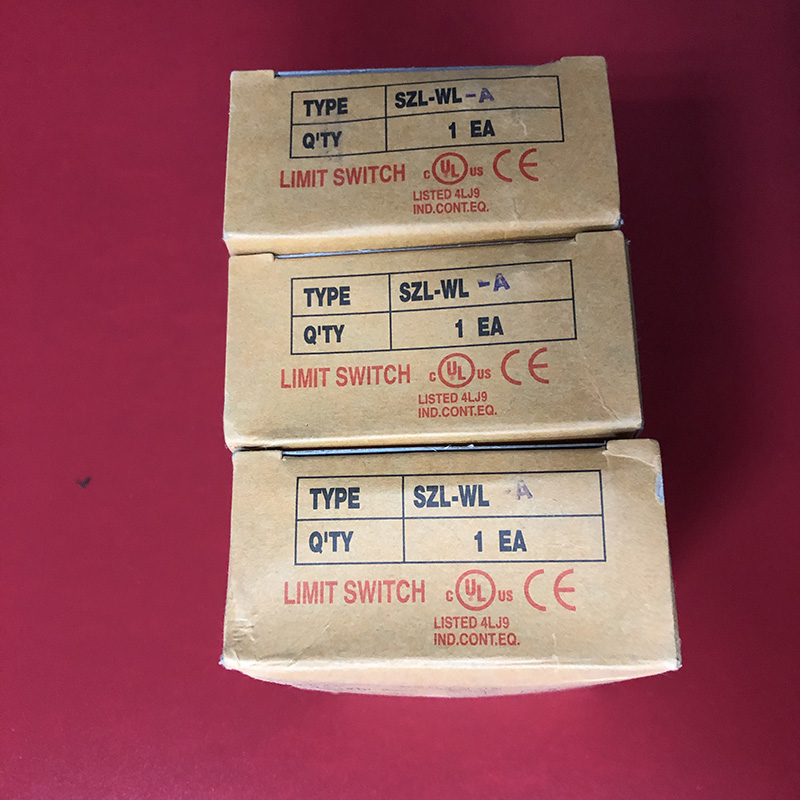 TYPE SZL-WL -A
Q'TY 1 EA
LIMIT SWITCH c UL us CE
LISTED 4LJ9
IND.CONT.EQ.
TYPE SZL-WL -A
Q'TY 1 EA
LIMIT SWITCH c UL us CE
LISTED 4LJ9
IND.CONT.EQ.
TYPE SZL-WL -A
Q'TY 1 EA
LIMIT SWITCH c UL us CE
LISTED 4LJ9
IND.CONT.EQ.